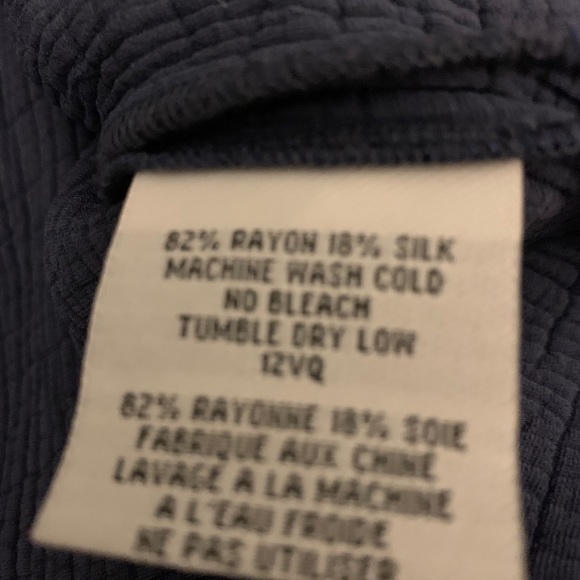 82% RAYON 18% SILK
MACHINE WASH COLD
NO BLEACH
TUMBLE DRY LOW
12VQ
82% RAYONNE 18% SOIE
FABRIQUE AUX CHINE
LAVAGE A LA MACHINE
A L'EAU FROIDE
NE PAS UTILISER